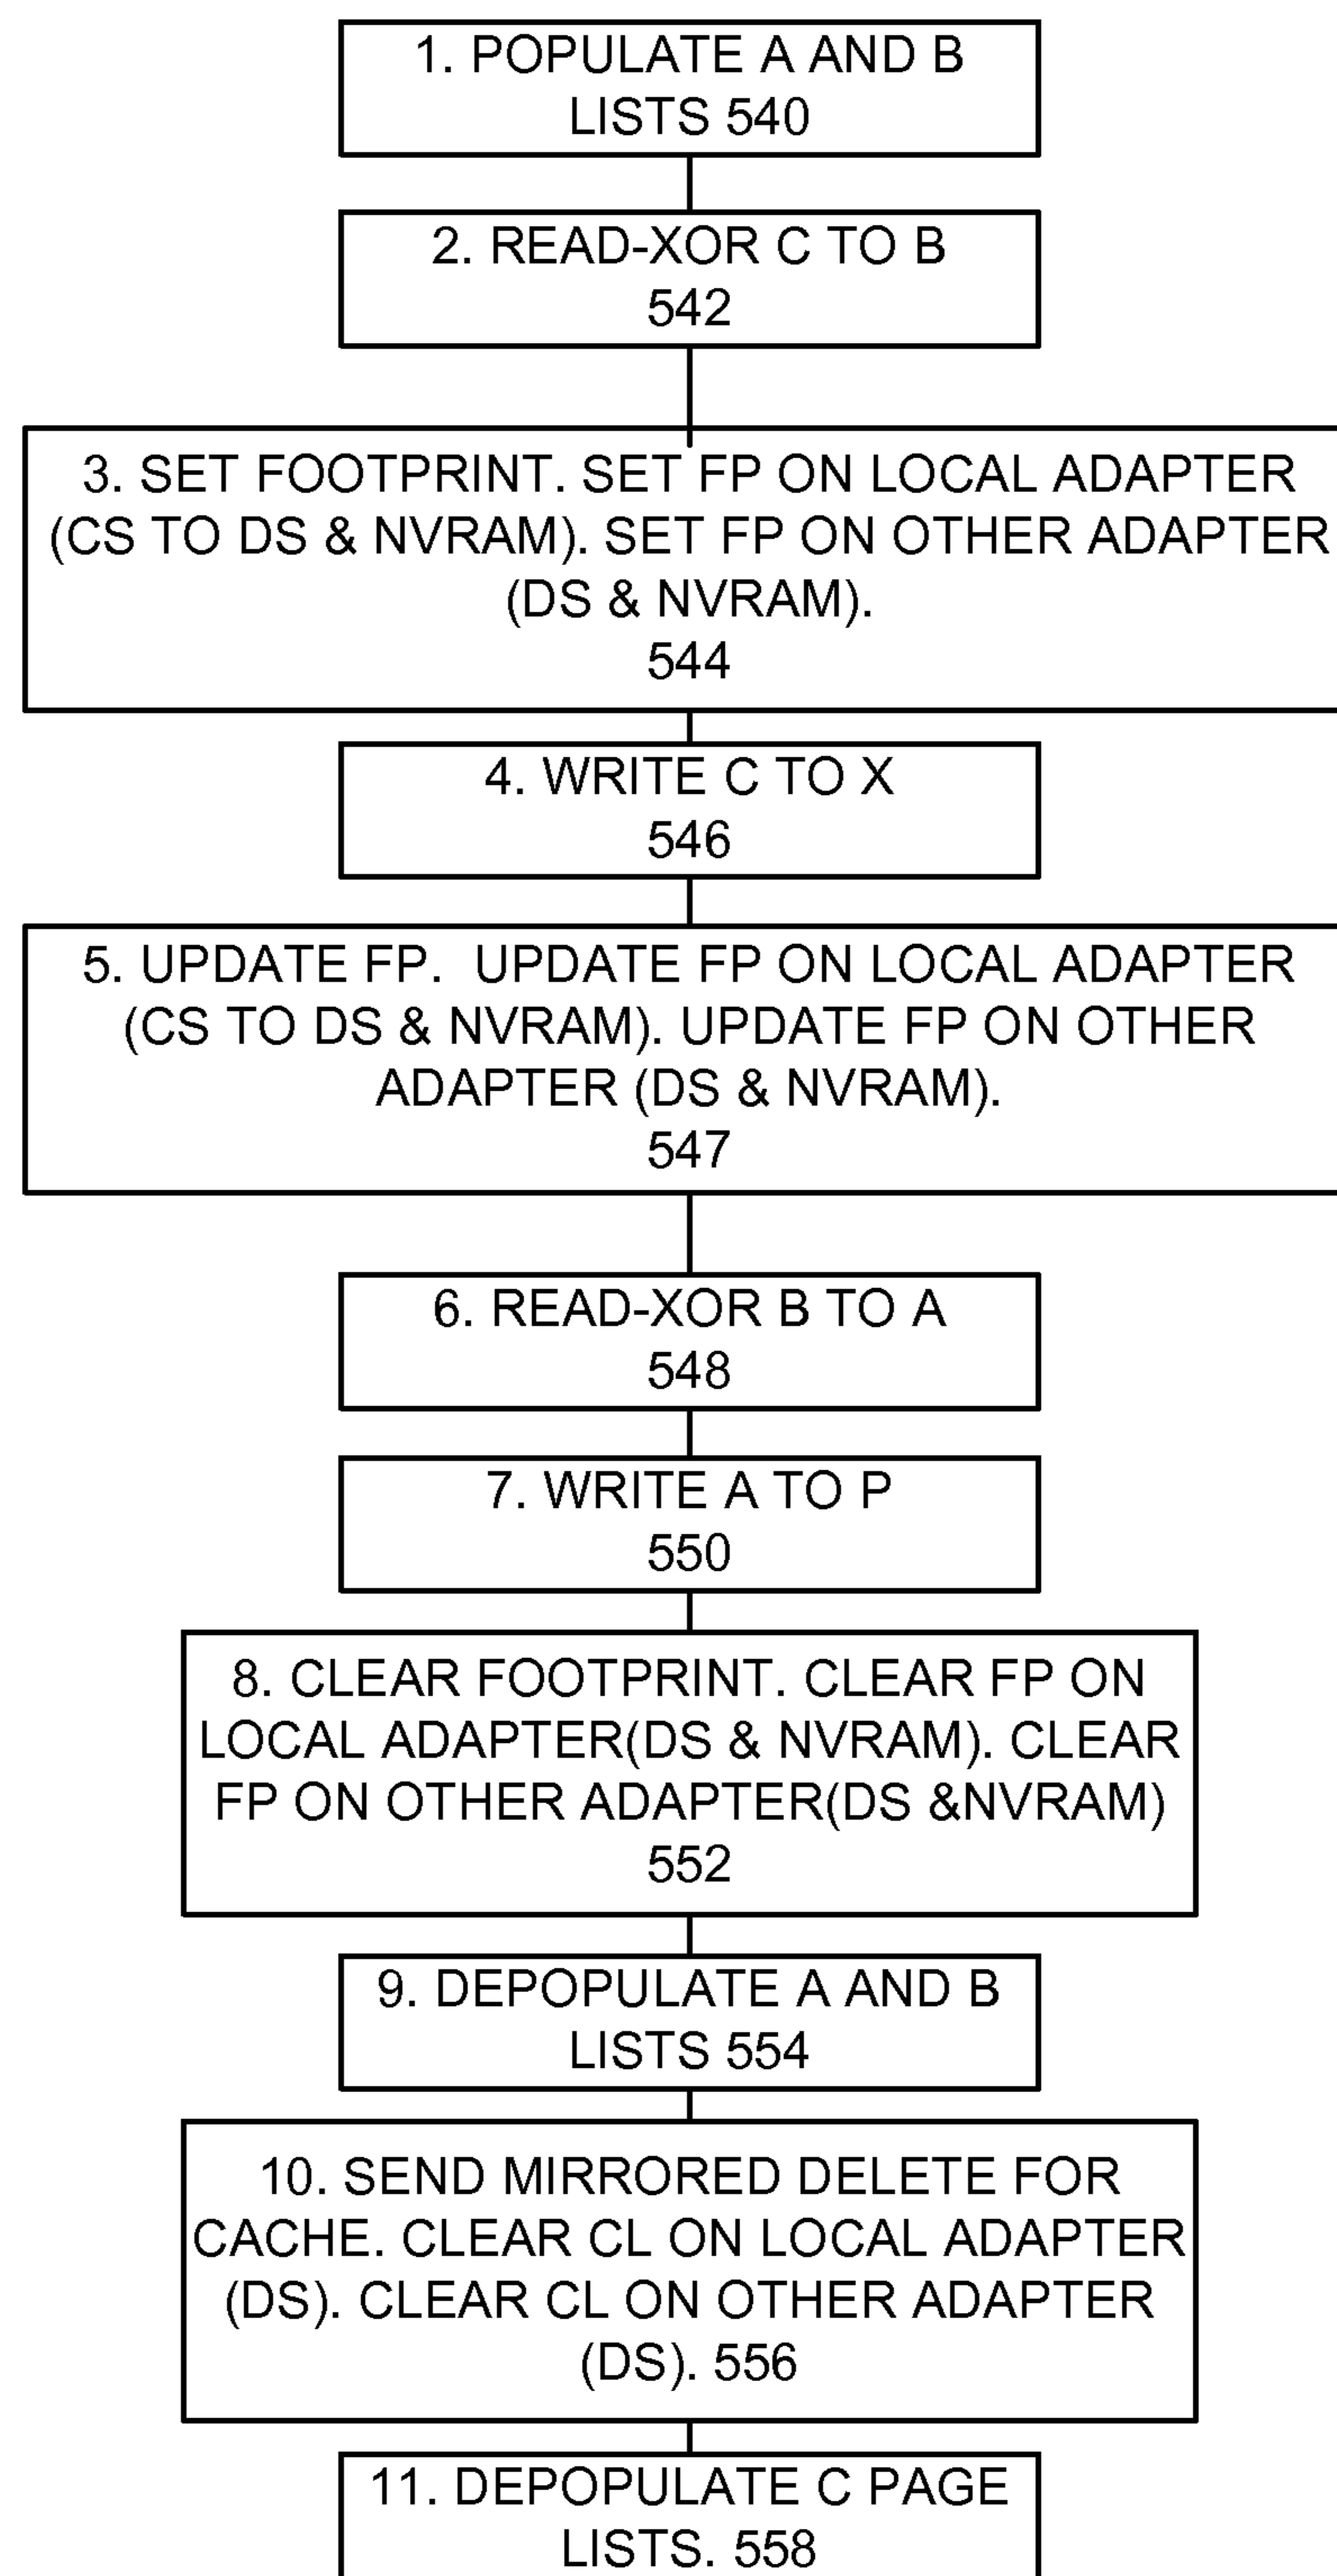 1. POPULATE A AND B
LISTS 540
2. READ-XOR C TO B
542
3. SET FOOTPRINT. SET FP ON LOCAL ADAPTER
(CS TO DS & NVRAM). SET FP ON OTHER ADAPTER
(DS & NVRAM).
544
4. WRITE C TO X
546
5. UPDATE FP. UPDATE FP ON LOCAL ADAPTER
(CS TO DS & NVRAM). UPDATE FP ON OTHER
ADAPTER (DS & NVRAM).
547
6. READ-XOR B TO A
548
7. WRITE A TO P
550
8. CLEAR FOOTPRINT. CLEAR FP ON
LOCAL ADAPTER(DS & NVRAM). CLEAR
FP ON OTHER ADAPTER(DS &NVRAM)
552
9. DEPOPULATE A AND B
LISTS 554
10. SEND MIRRORED DELETE FOR
CACHE. CLEAR CL ON LOCAL ADAPTER
(DS). CLEAR CL ON OTHER ADAPTER
(DS). 556
11. DEPOPULATE C PAGE
LISTS. 558